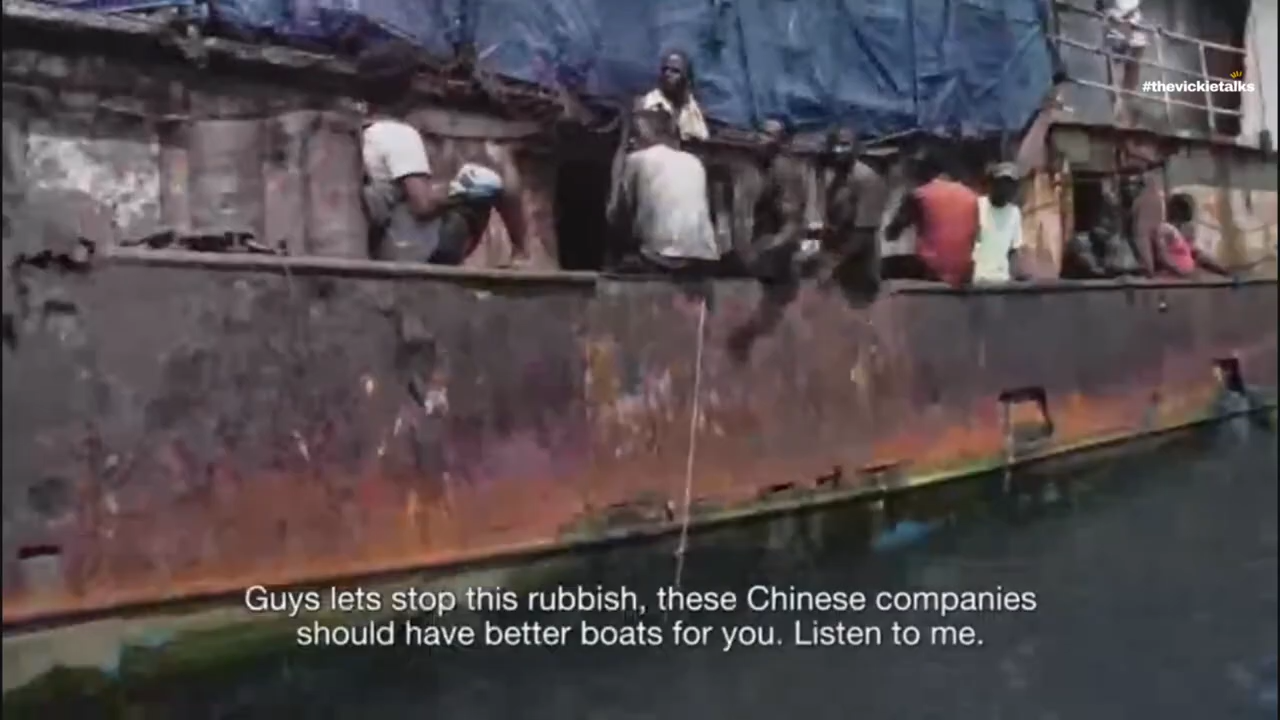 #thevickietalks
Guys lets stop this rubbish, these Chinese companies
should have better boats for you. Listen to me.